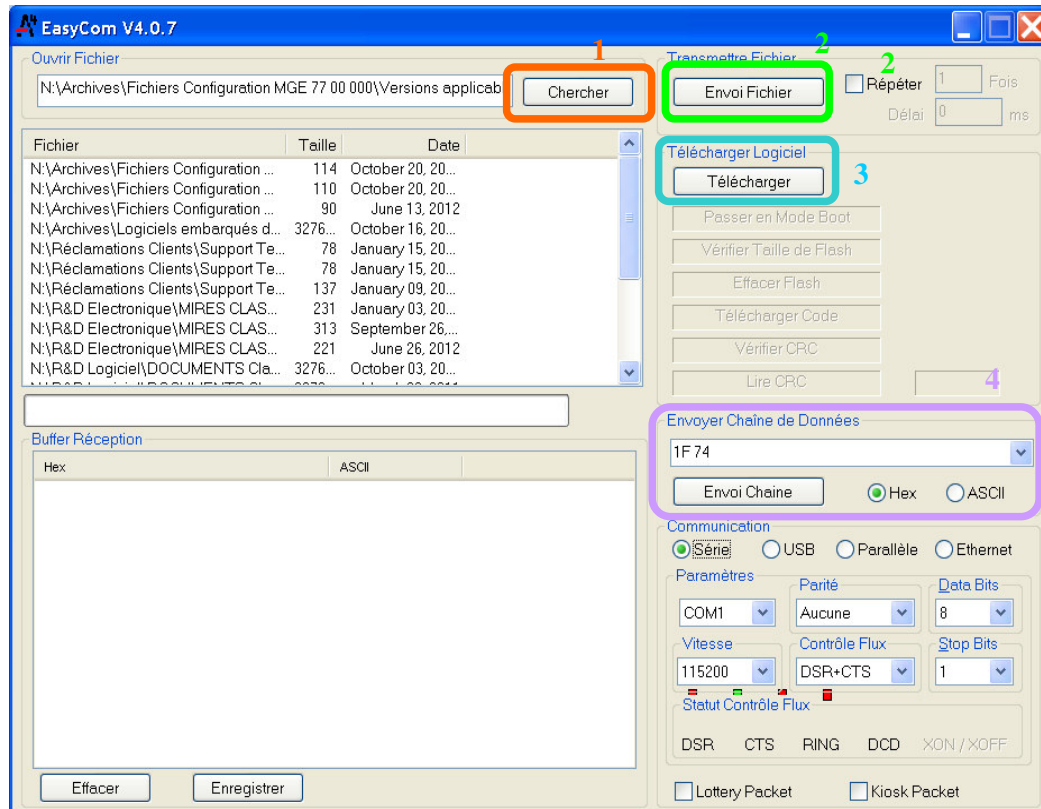 EasyCom V4.0.7
Ouvrir Fichier
N:\Archives\Fichiers Configuration MGE 77 00 000\Versions applicab
1
Chercher
Transmettre Fichier
2
Envoi Fichier
2
Répéter
1
Fois
Délai
0
ms
Fichier Taille Date
N:\Archives\Fichiers Configuration ... 114 October 20, 20...
N:\Archives\Fichiers Configuration ... 110 October 20, 20...
N:\Archives\Fichiers Configuration ... 90 June 13, 2012
N:\Archives\Logiciels embarqués d... 3276... October 16, 20...
N:\Réclamations Clients\Support Te... 78 January 15, 20...
N:\Réclamations Clients\Support Te... 78 January 15, 20...
N:\Réclamations Clients\Support Te... 137 January 09, 20...
N:\R&D Electronique\MIRES CLAS... 231 January 03, 20...
N:\R&D Electronique\MIRES CLAS... 313 September 26,...
N:\R&D Electronique\MIRES CLAS... 221 June 26, 2012
N:\R&D Logiciel\DOCUMENTS Cla... 3276... October 03, 20...
Télécharger Logiciel
Télécharger
3
Passer en Mode Boot
Vérifier Taille de Flash
Effacer Flash
Télécharger Code
Vérifier CRC
Lire CRC
4
Envoyer Chaîne de Données
1F 74
Envoi Chaine
Hex
ASCII
Buffer Réception
Hex ASCII
Effacer
Enregistrer
Communication
Série USB Parallèle Ethernet
Paramètres Parité Data Bits
COM1 Aucune 8
Vitesse Contrôle Flux Stop Bits
115200 DSR+CTS 1
Statut Contrôle Flux
DSR CTS RING DCD XON / XOFF
Lottery Packet Kiosk Packet